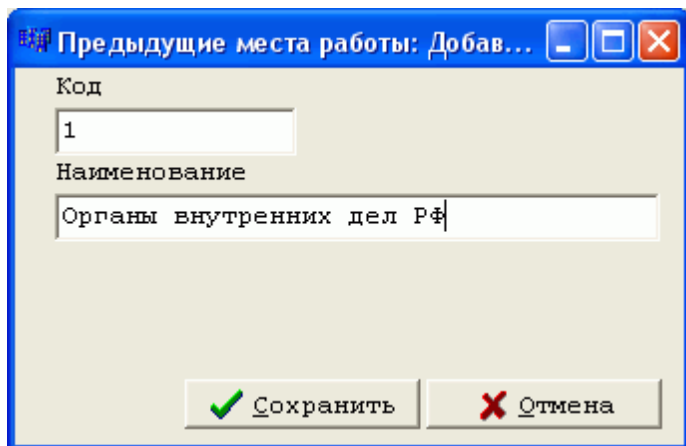 Предыдущие места работы: Добав...
Код
1
Наименование
Органы внутренних дел РФ
Сохранить
Отмена